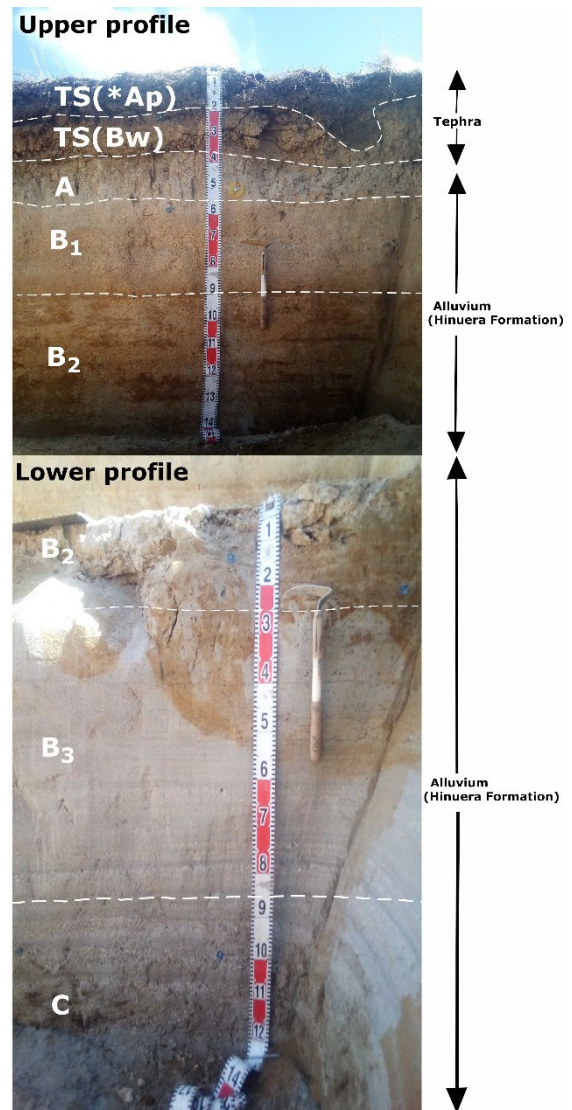 Upper profile
TS(*Ap)
TS(Bw)
A
B₁
B₂
1
2
3
4
5
6
7
8
9
10
11
12
13
14
Tephra
Alluvium
(Hinuera Formation)
Lower profile
B₂
B₃
C
1
2
3
4
5
6
7
8
9
10
11
12
14
Alluvium
(Hinuera Formation)